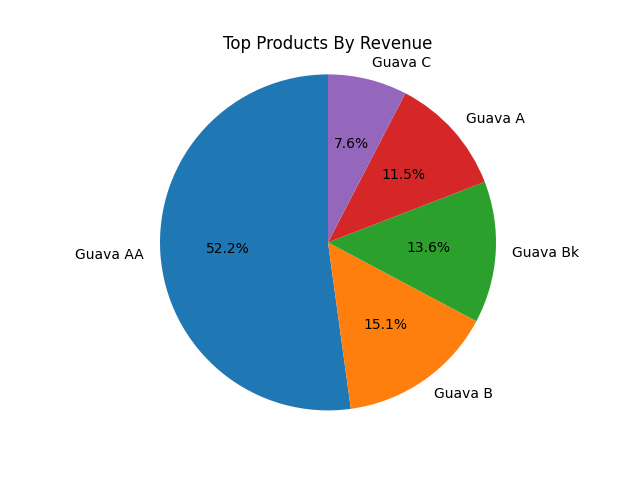 Top Products By Revenue
Guava C
Guava A
7.6%
11.5%
Guava AA
52.2%
13.6%
Guava Bk
15.1%
Guava B